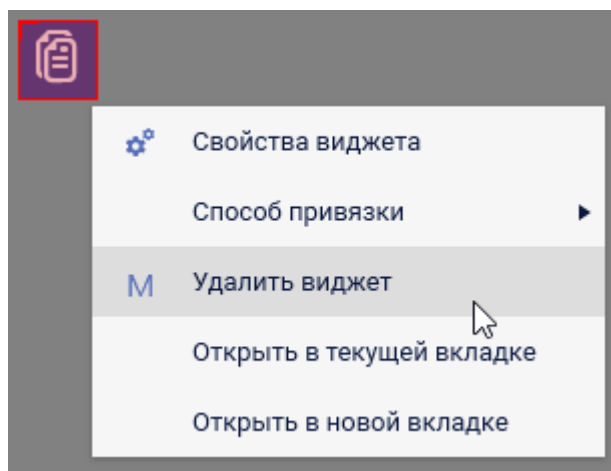 Свойства виджета
Способ привязки
М Удалить виджет
Открыть в текущей вкладке
Открыть в новой вкладке